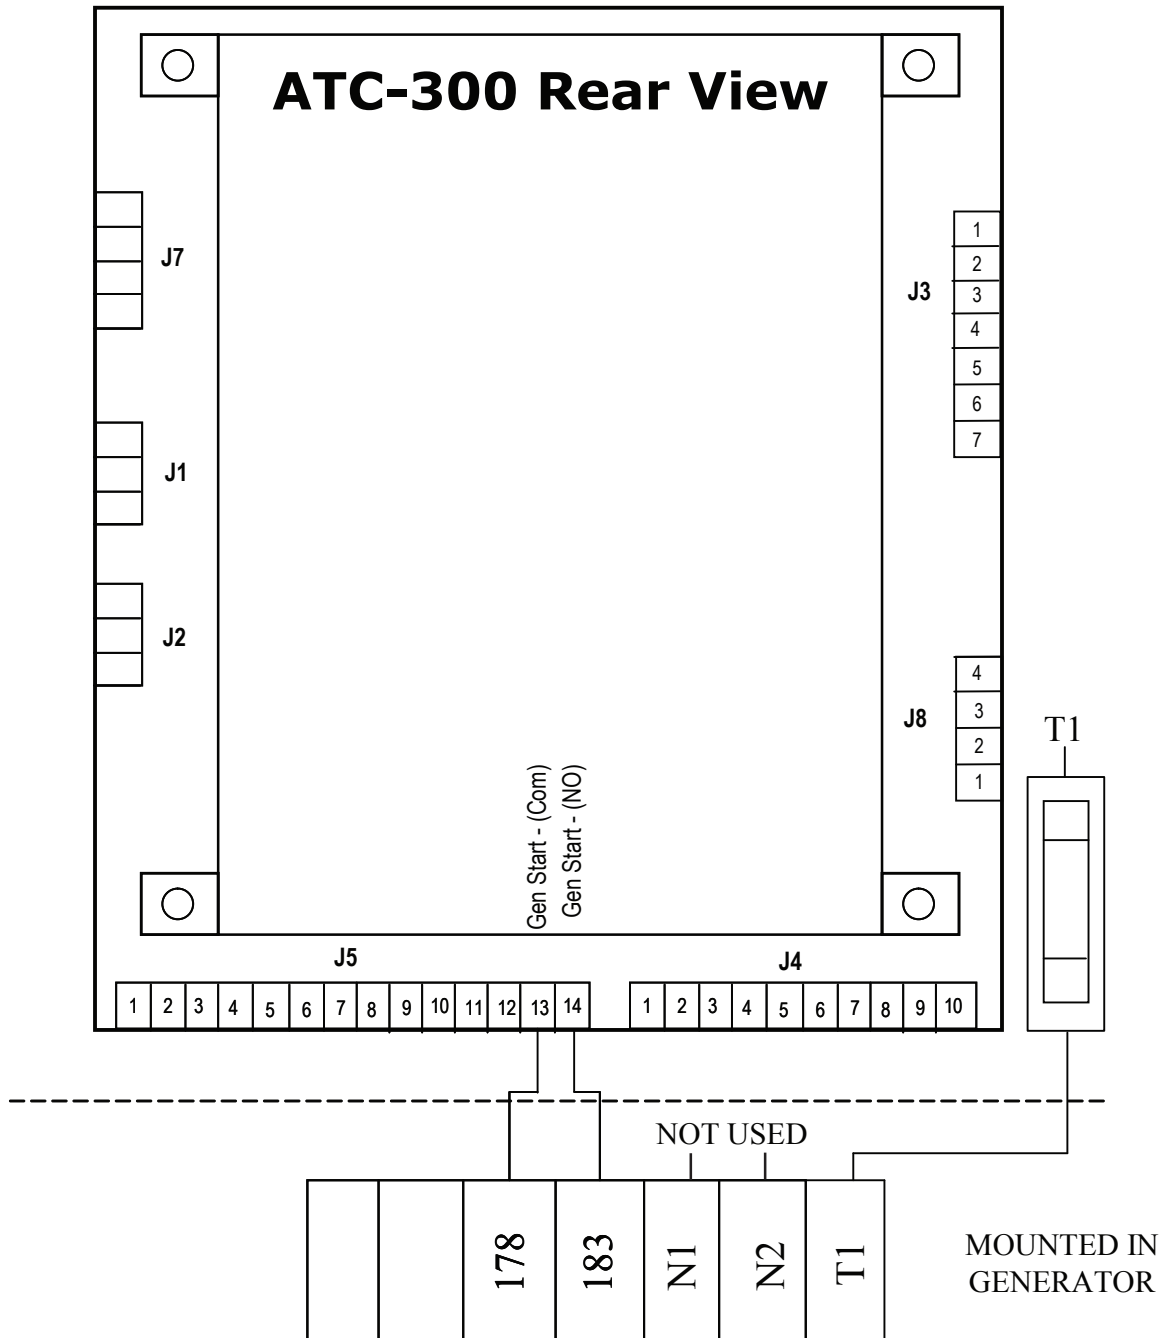 ATC-300 Rear View
J7
J1
J2
J3
1
2
3
4
5
6
7
J8
4
3
2
1
T1
Gen Start - (Com)
Gen Start - (NO)
J5
1 2 3 4 5 6 7 8 9 10 11 12 13 14
J4
1 2 3 4 5 6 7 8 9 10
NOT USED
178 183 N1 N2 T1
MOUNTED IN
GENERATOR